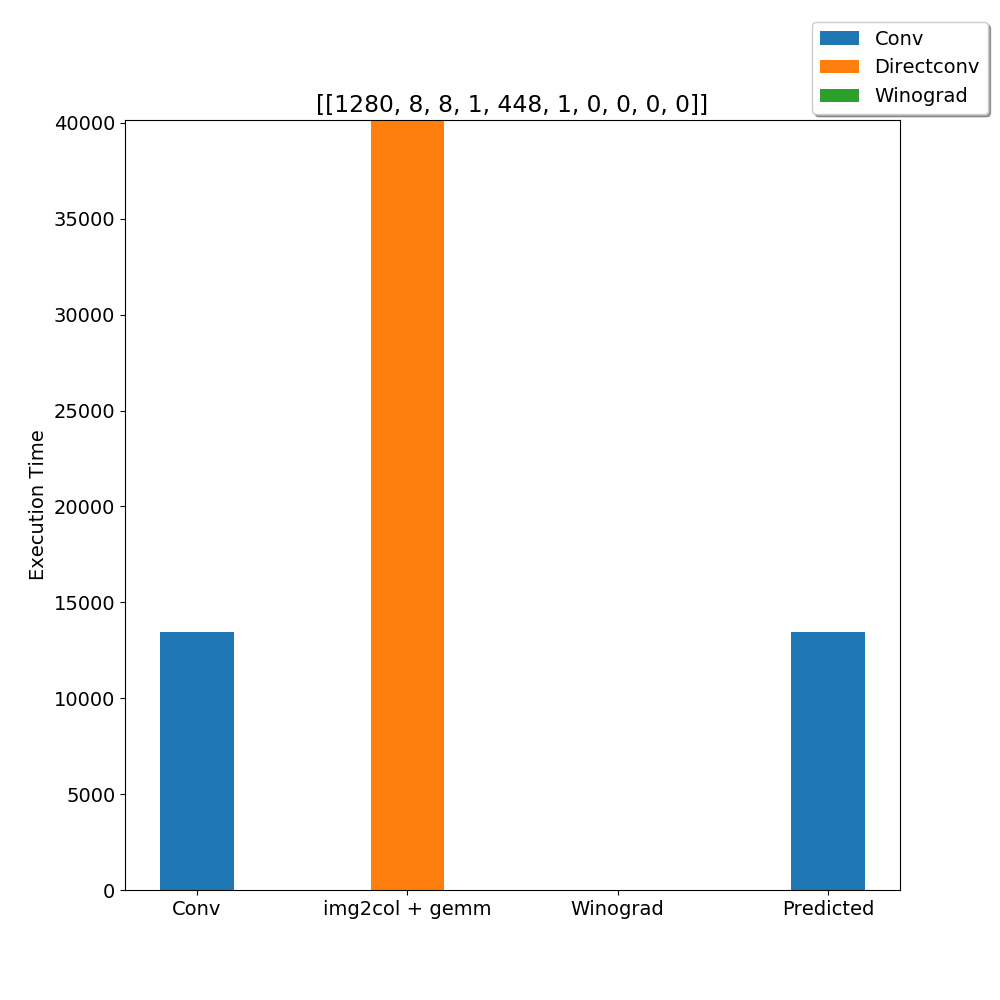 Conv
Directconv
Winograd
[[1280, 8, 8, 1, 448, 1, 0, 0, 0, 0]]
40000
35000
30000
25000
20000
15000
10000
5000
0
Execution Time
Conv
img2col + gemm
Winograd
Predicted